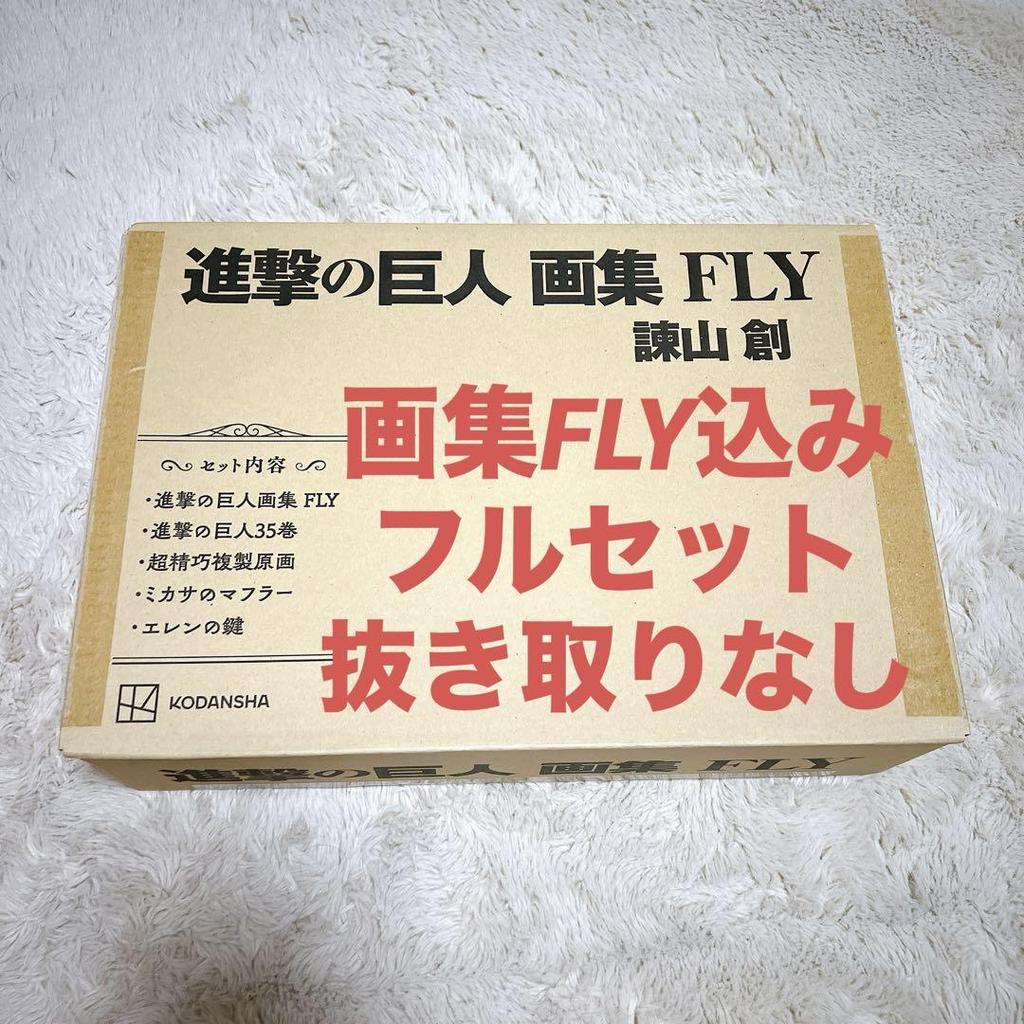 進撃の巨人 画集 FLY
諫山 創
画集FLY込み
フルセット
抜き取りなし
セット内容
・進撃の巨人画集 FLY
・進撃の巨人35巻
・超精巧複製原画
・ミカサのマフラー
・エレンの鍵
KODANSHA
進撃の巨人 画集 FLY